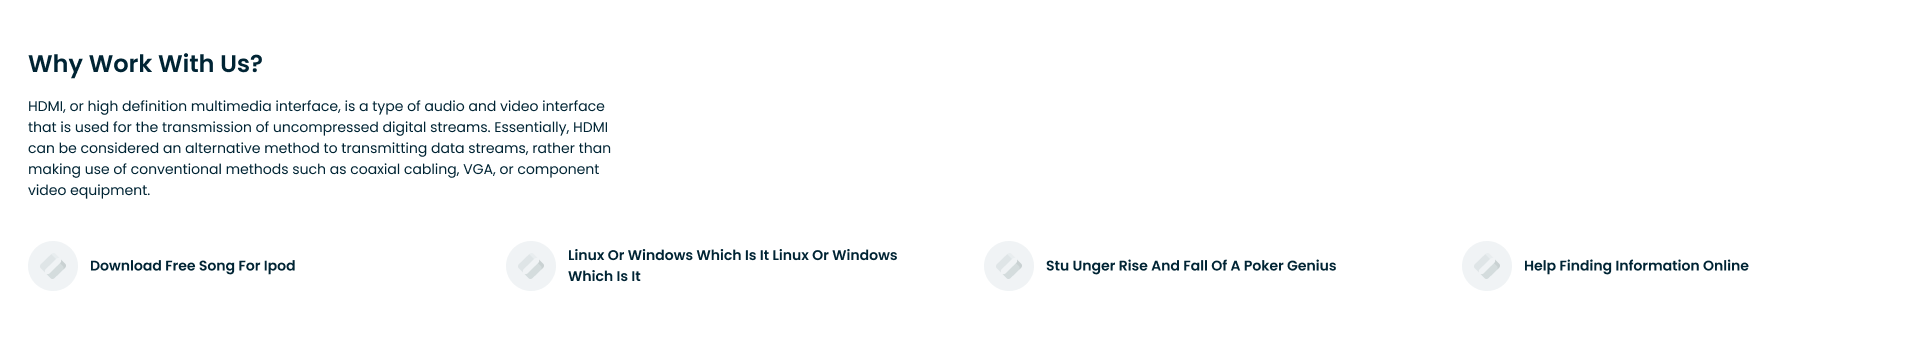 Why Work With Us?
HDMI, or high definition multimedia interface, is a type of audio and video interface
that is used for the transmission of uncompressed digital streams. Essentially, HDMI
can be considered an alternative method to transmitting data streams, rather than
making use of conventional methods such as coaxial cabling, VGA, or component
video equipment.
Download Free Song For Ipod
Linux Or Windows Which Is It Linux Or Windows
Which Is It
Stu Unger Rise And Fall Of A Poker Genius
Help Finding Information Online